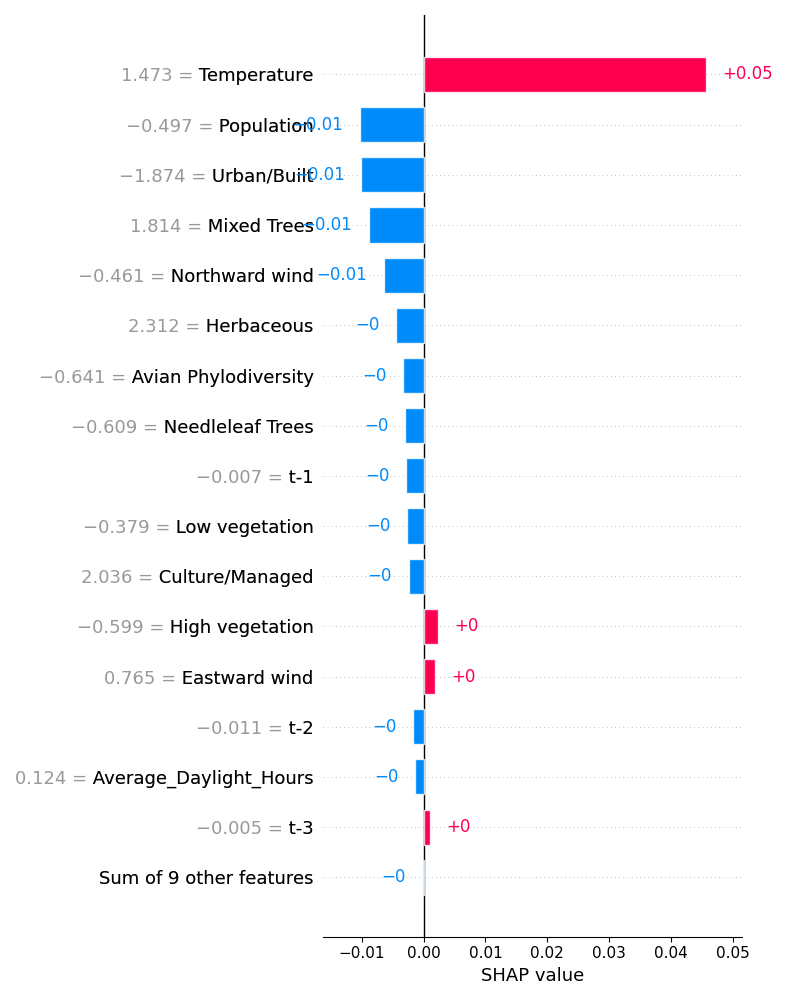 1.473 = Temperature +0.05
−0.497 = Population −0.01
−1.874 = Urban/Built −0.01
1.814 = Mixed Trees −0.01
−0.461 = Northward wind −0.01
2.312 = Herbaceous −0
−0.641 = Avian Phylodiversity −0
−0.609 = Needleleaf Trees −0
−0.007 = t-1 −0
−0.379 = Low vegetation −0
2.036 = Culture/Managed −0
−0.599 = High vegetation +0
0.765 = Eastward wind +0
−0.011 = t-2 −0
0.124 = Average_Daylight_Hours −0
−0.005 = t-3 +0
Sum of 9 other features −0
−0.01 0.00 0.01 0.02 0.03 0.04 0.05
SHAP value